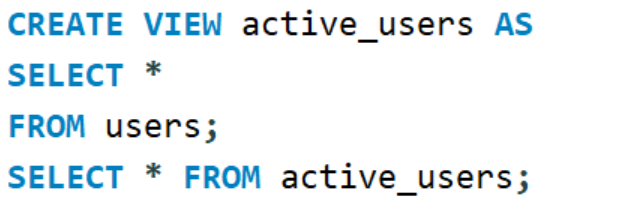 CREATE VIEW active_users AS
SELECT *
FROM users;
SELECT * FROM active_users;